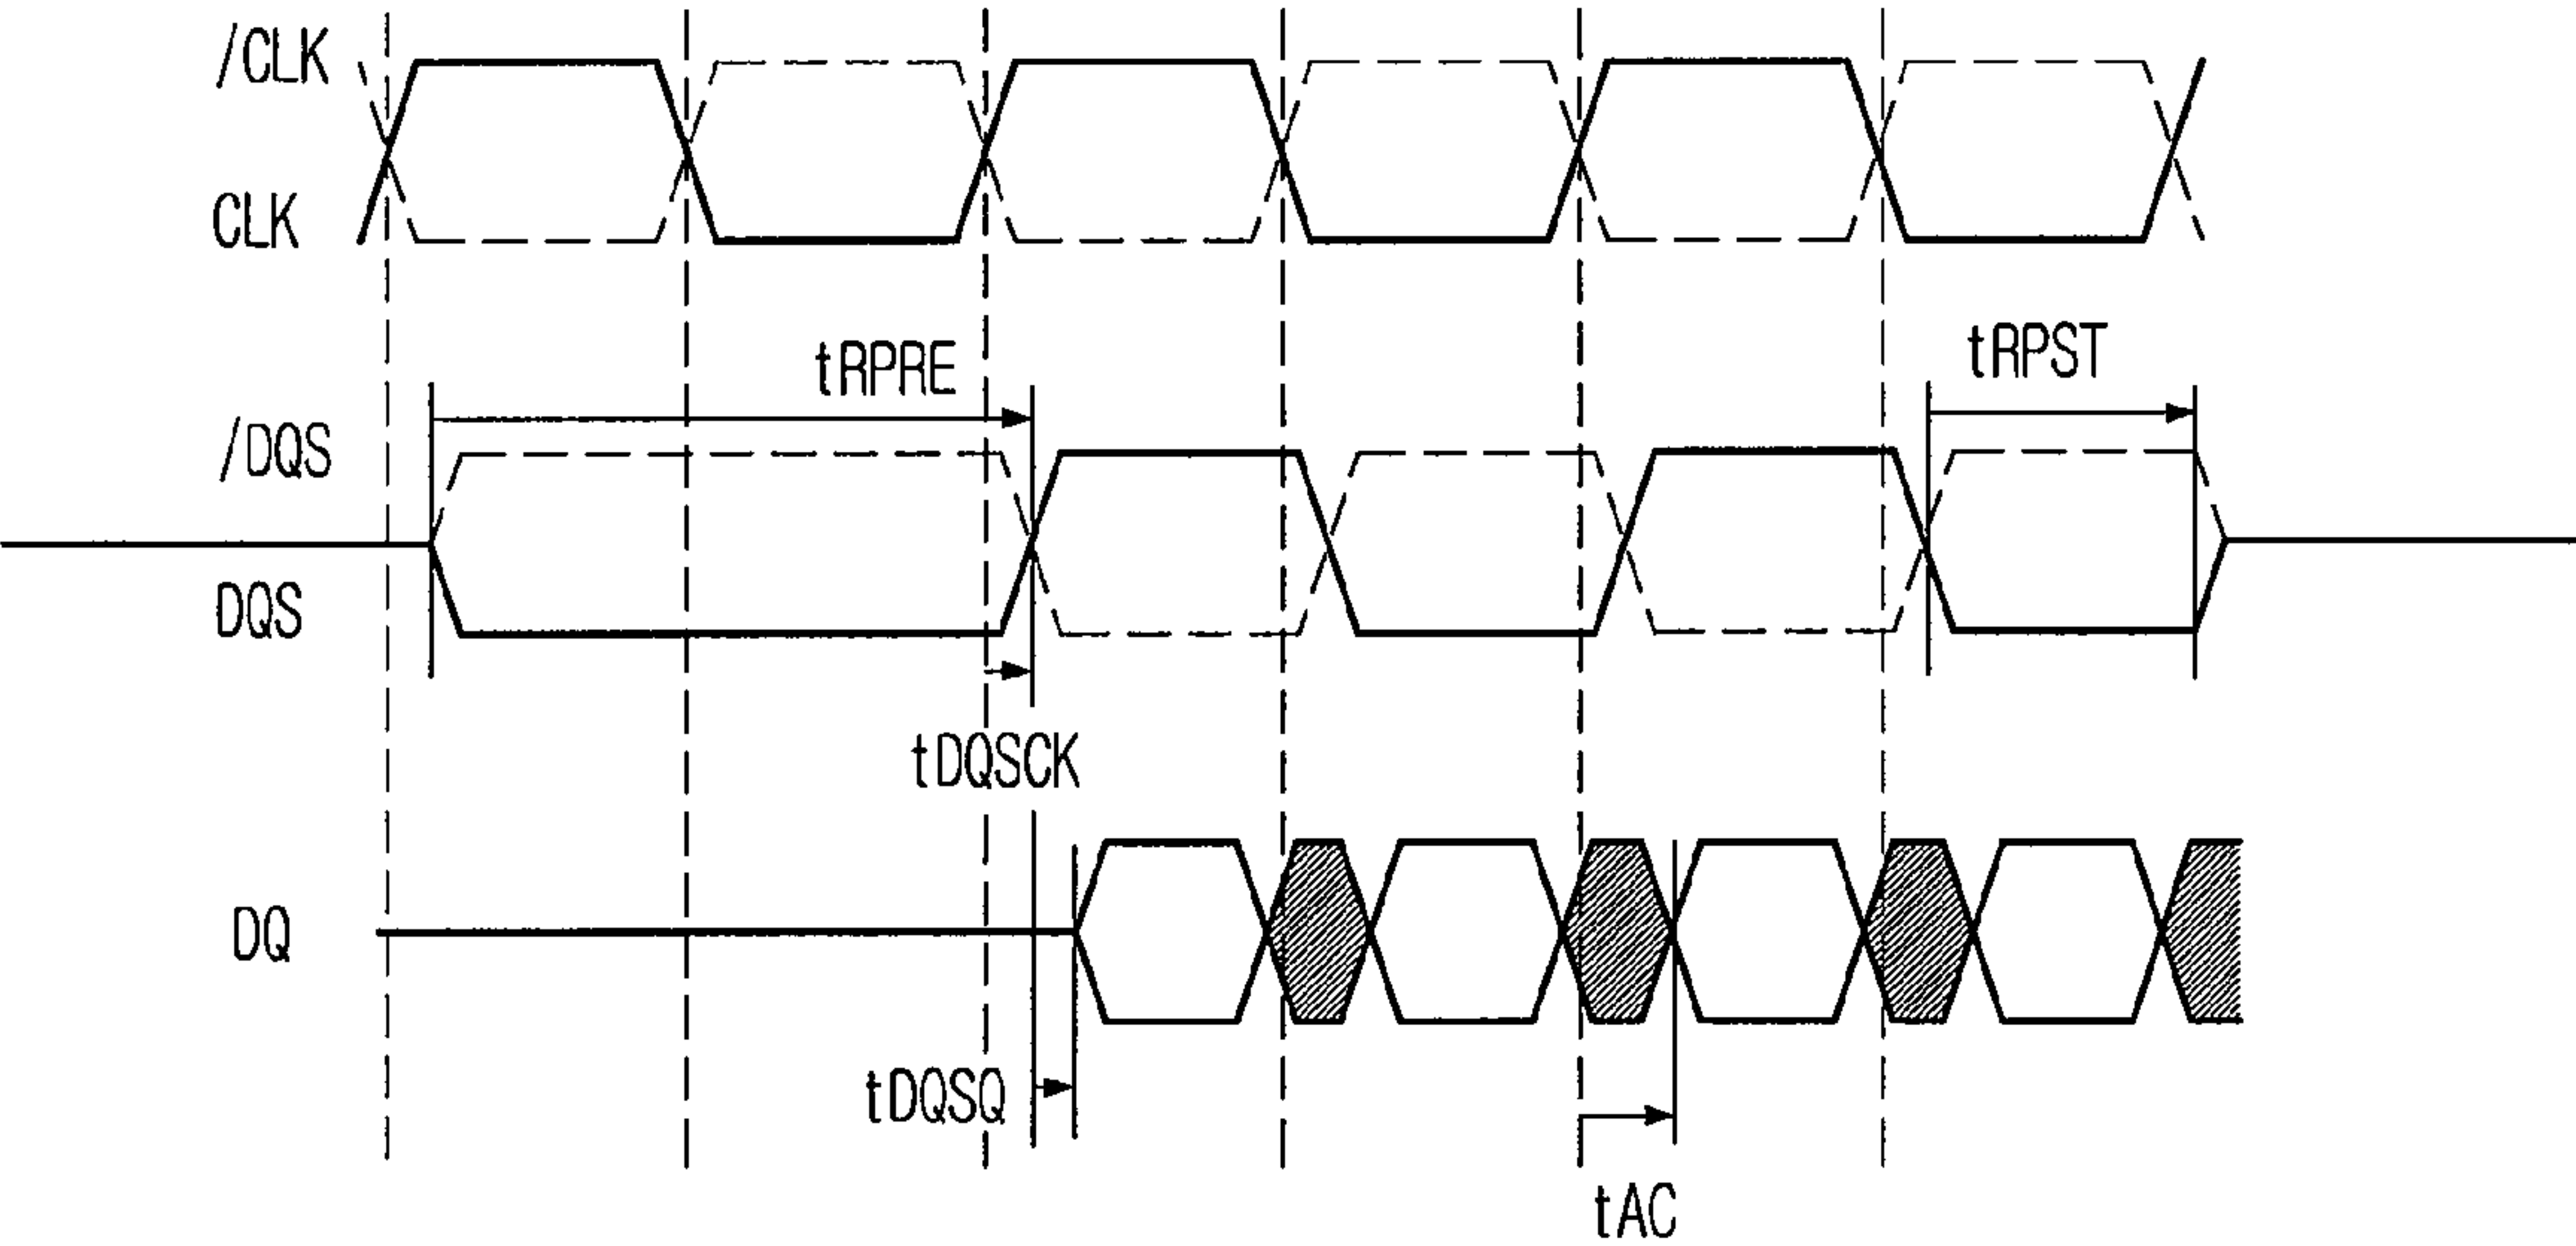 /CLK
CLK
tRPRE
tRPST
/DQS
DQS
tDQSCK
DQ
tDQSQ
tAC